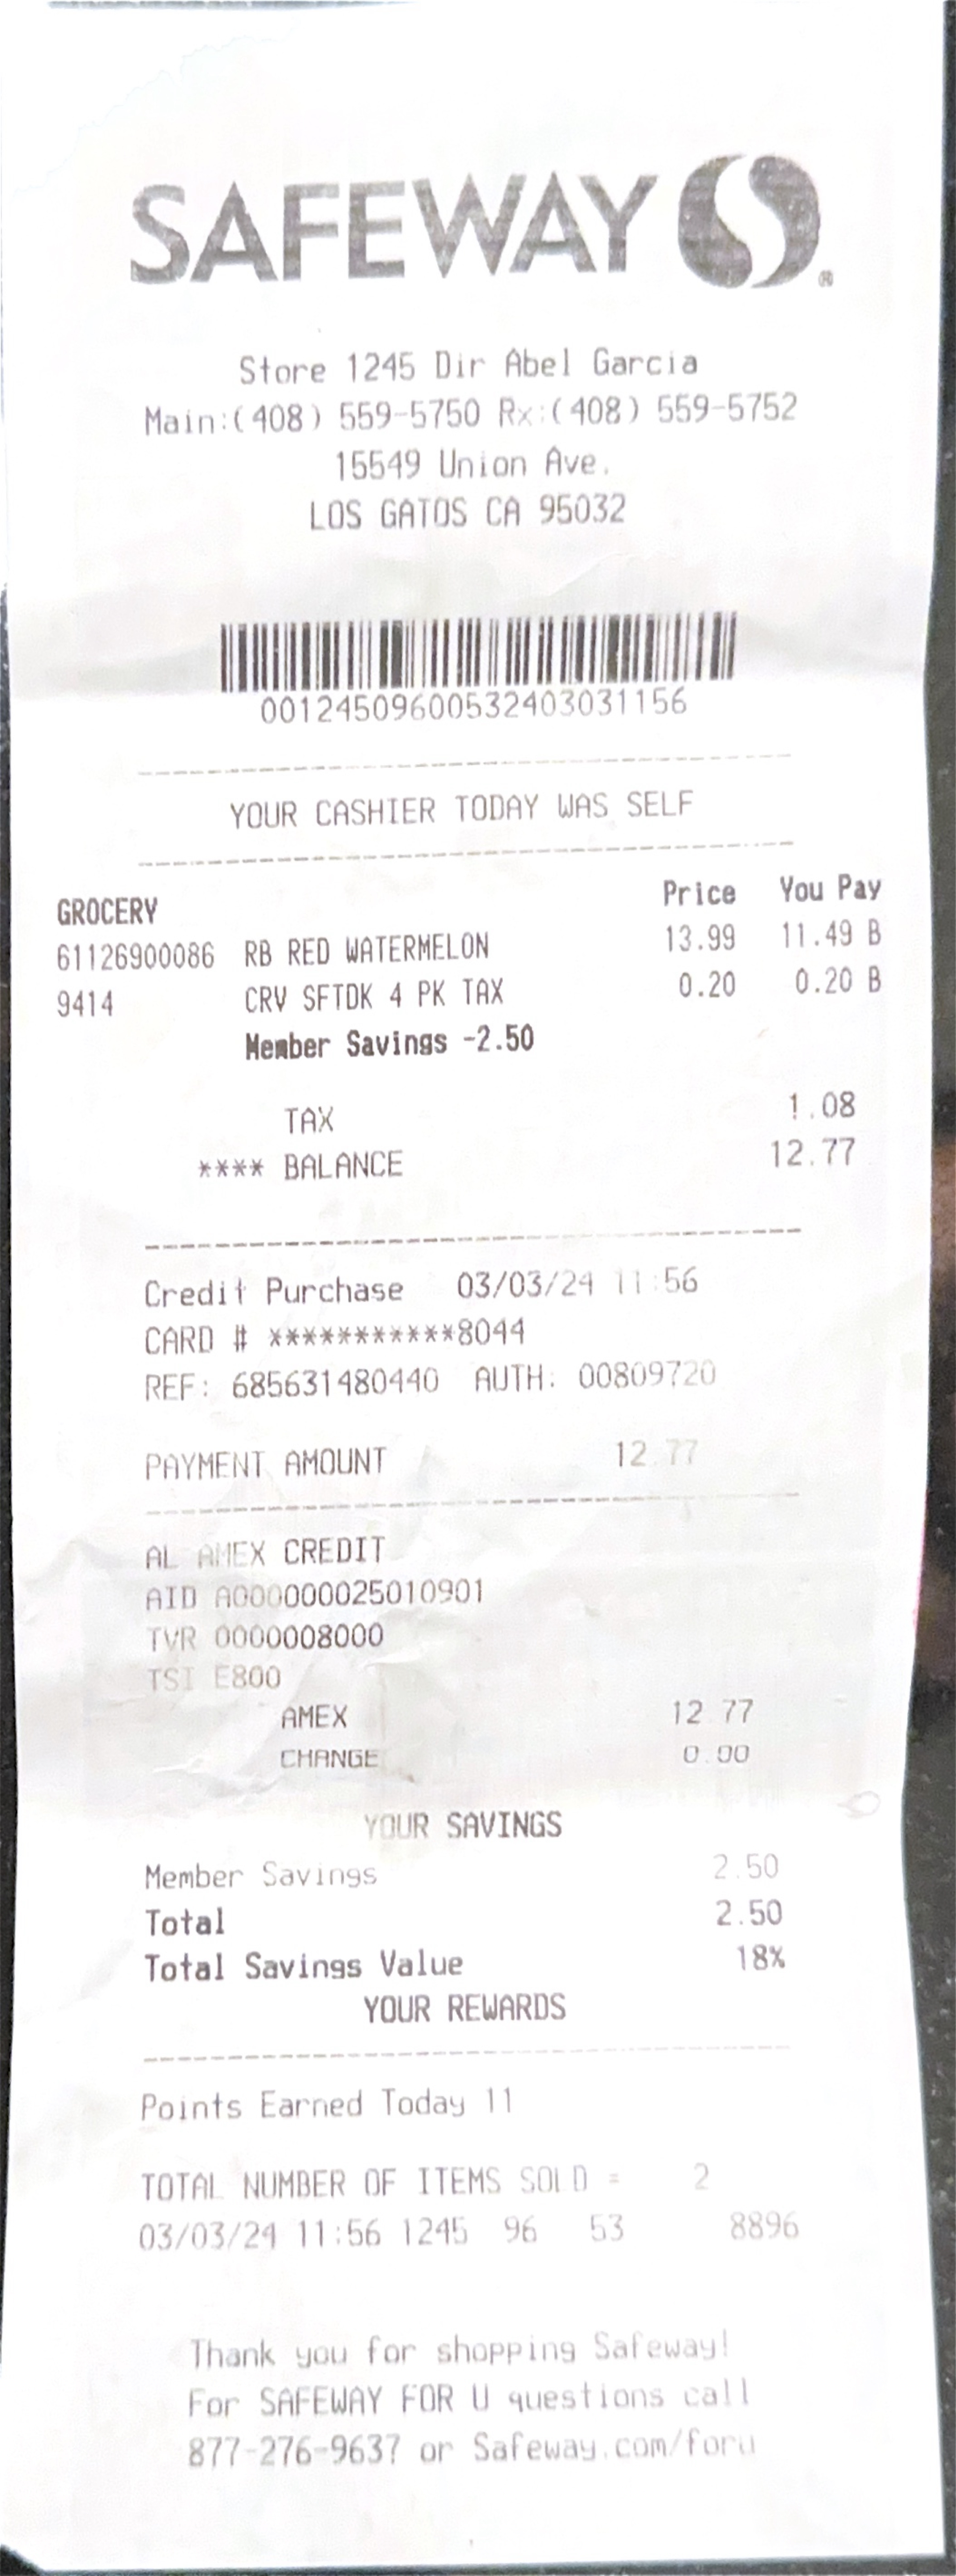 SAFEWAY ®
Store 1245 Dir Abel Garcia
Main:(408) 559-5750 Rx:(408) 559-5752
15549 Union Ave.
LOS GATOS CA 95032
00124509600532403031156
YOUR CASHIER TODAY WAS SELF
Price You Pay
GROCERY
61126900086 RB RED WATERMELON 13.99 11.49 B
9414 CRV SFTDK 4 PK TAX 0.20 0.20 B
Member Savings -2.50
TAX 1.08
**** BALANCE 12.77
Credit Purchase 03/03/24 11:56
CARD # ***********8044
REF: 685631480440 AUTH: 00809720
PAYMENT AMOUNT 12.77
AL AMEX CREDIT
AID A000000025010901
TVR 0000008000
TSI E800
AMEX 12.77
CHANGE 0.00
YOUR SAVINGS
Member Savings 2.50
Total 2.50
Total Savings Value 18%
YOUR REWARDS
Points Earned Today 11
TOTAL NUMBER OF ITEMS SOLD = 2
03/03/24 11:56 1245 96 53 8896
Thank you for shopping Safeway!
For SAFEWAY FOR U questions call
877-276-9637 or Safeway.com/foru